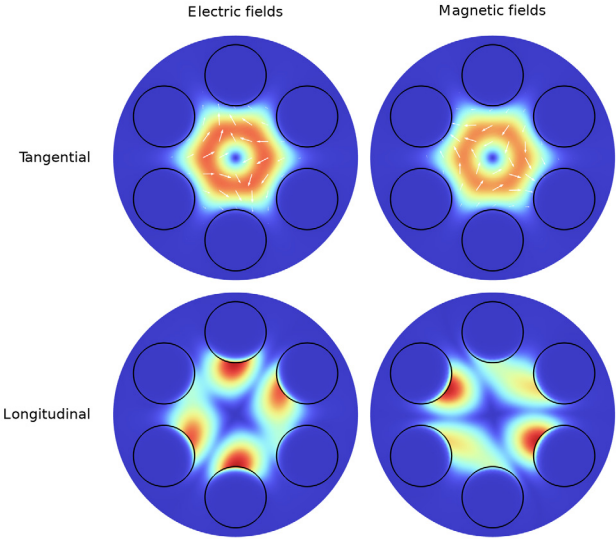 Electric fields
Magnetic fields
Tangential
Longitudinal